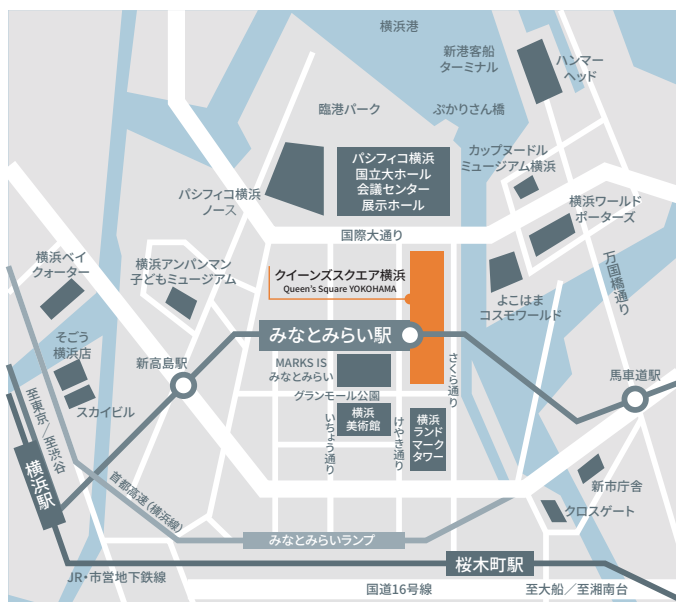 横浜港
新港客船
ターミナル
ハンマー
ヘッド
臨港パーク
ぷかりさん橋
パシフィコ横浜
国立大ホール
会議センター
展示ホール
カップヌードル
ミュージアム横浜
パシフィコ横浜
ノース
横浜ワールド
ポーターズ
国際大通り
万国橋通り
横浜ベイ
クォーター
横浜アンパンマン
子どもミュージアム
クイーンズスクエア横浜
Queen's Square YOKOHAMA
よこはま
コスモワールド
そごう
横浜店
みなとみらい駅
新高島駅
MARK IS
みなとみらい
さくら通り
馬車道駅
グランモール公園
スカイビル
至東京／至渋谷
横浜
美術館
いちょう通り
けやき通り
横浜
ランド
マーク
タワー
横浜駅
首都高速（横浜線）
新市庁舎
クロスゲート
みなとみらいランプ
桜木町駅
JR・市営地下鉄線
国道16号線
至大船／至湘南台